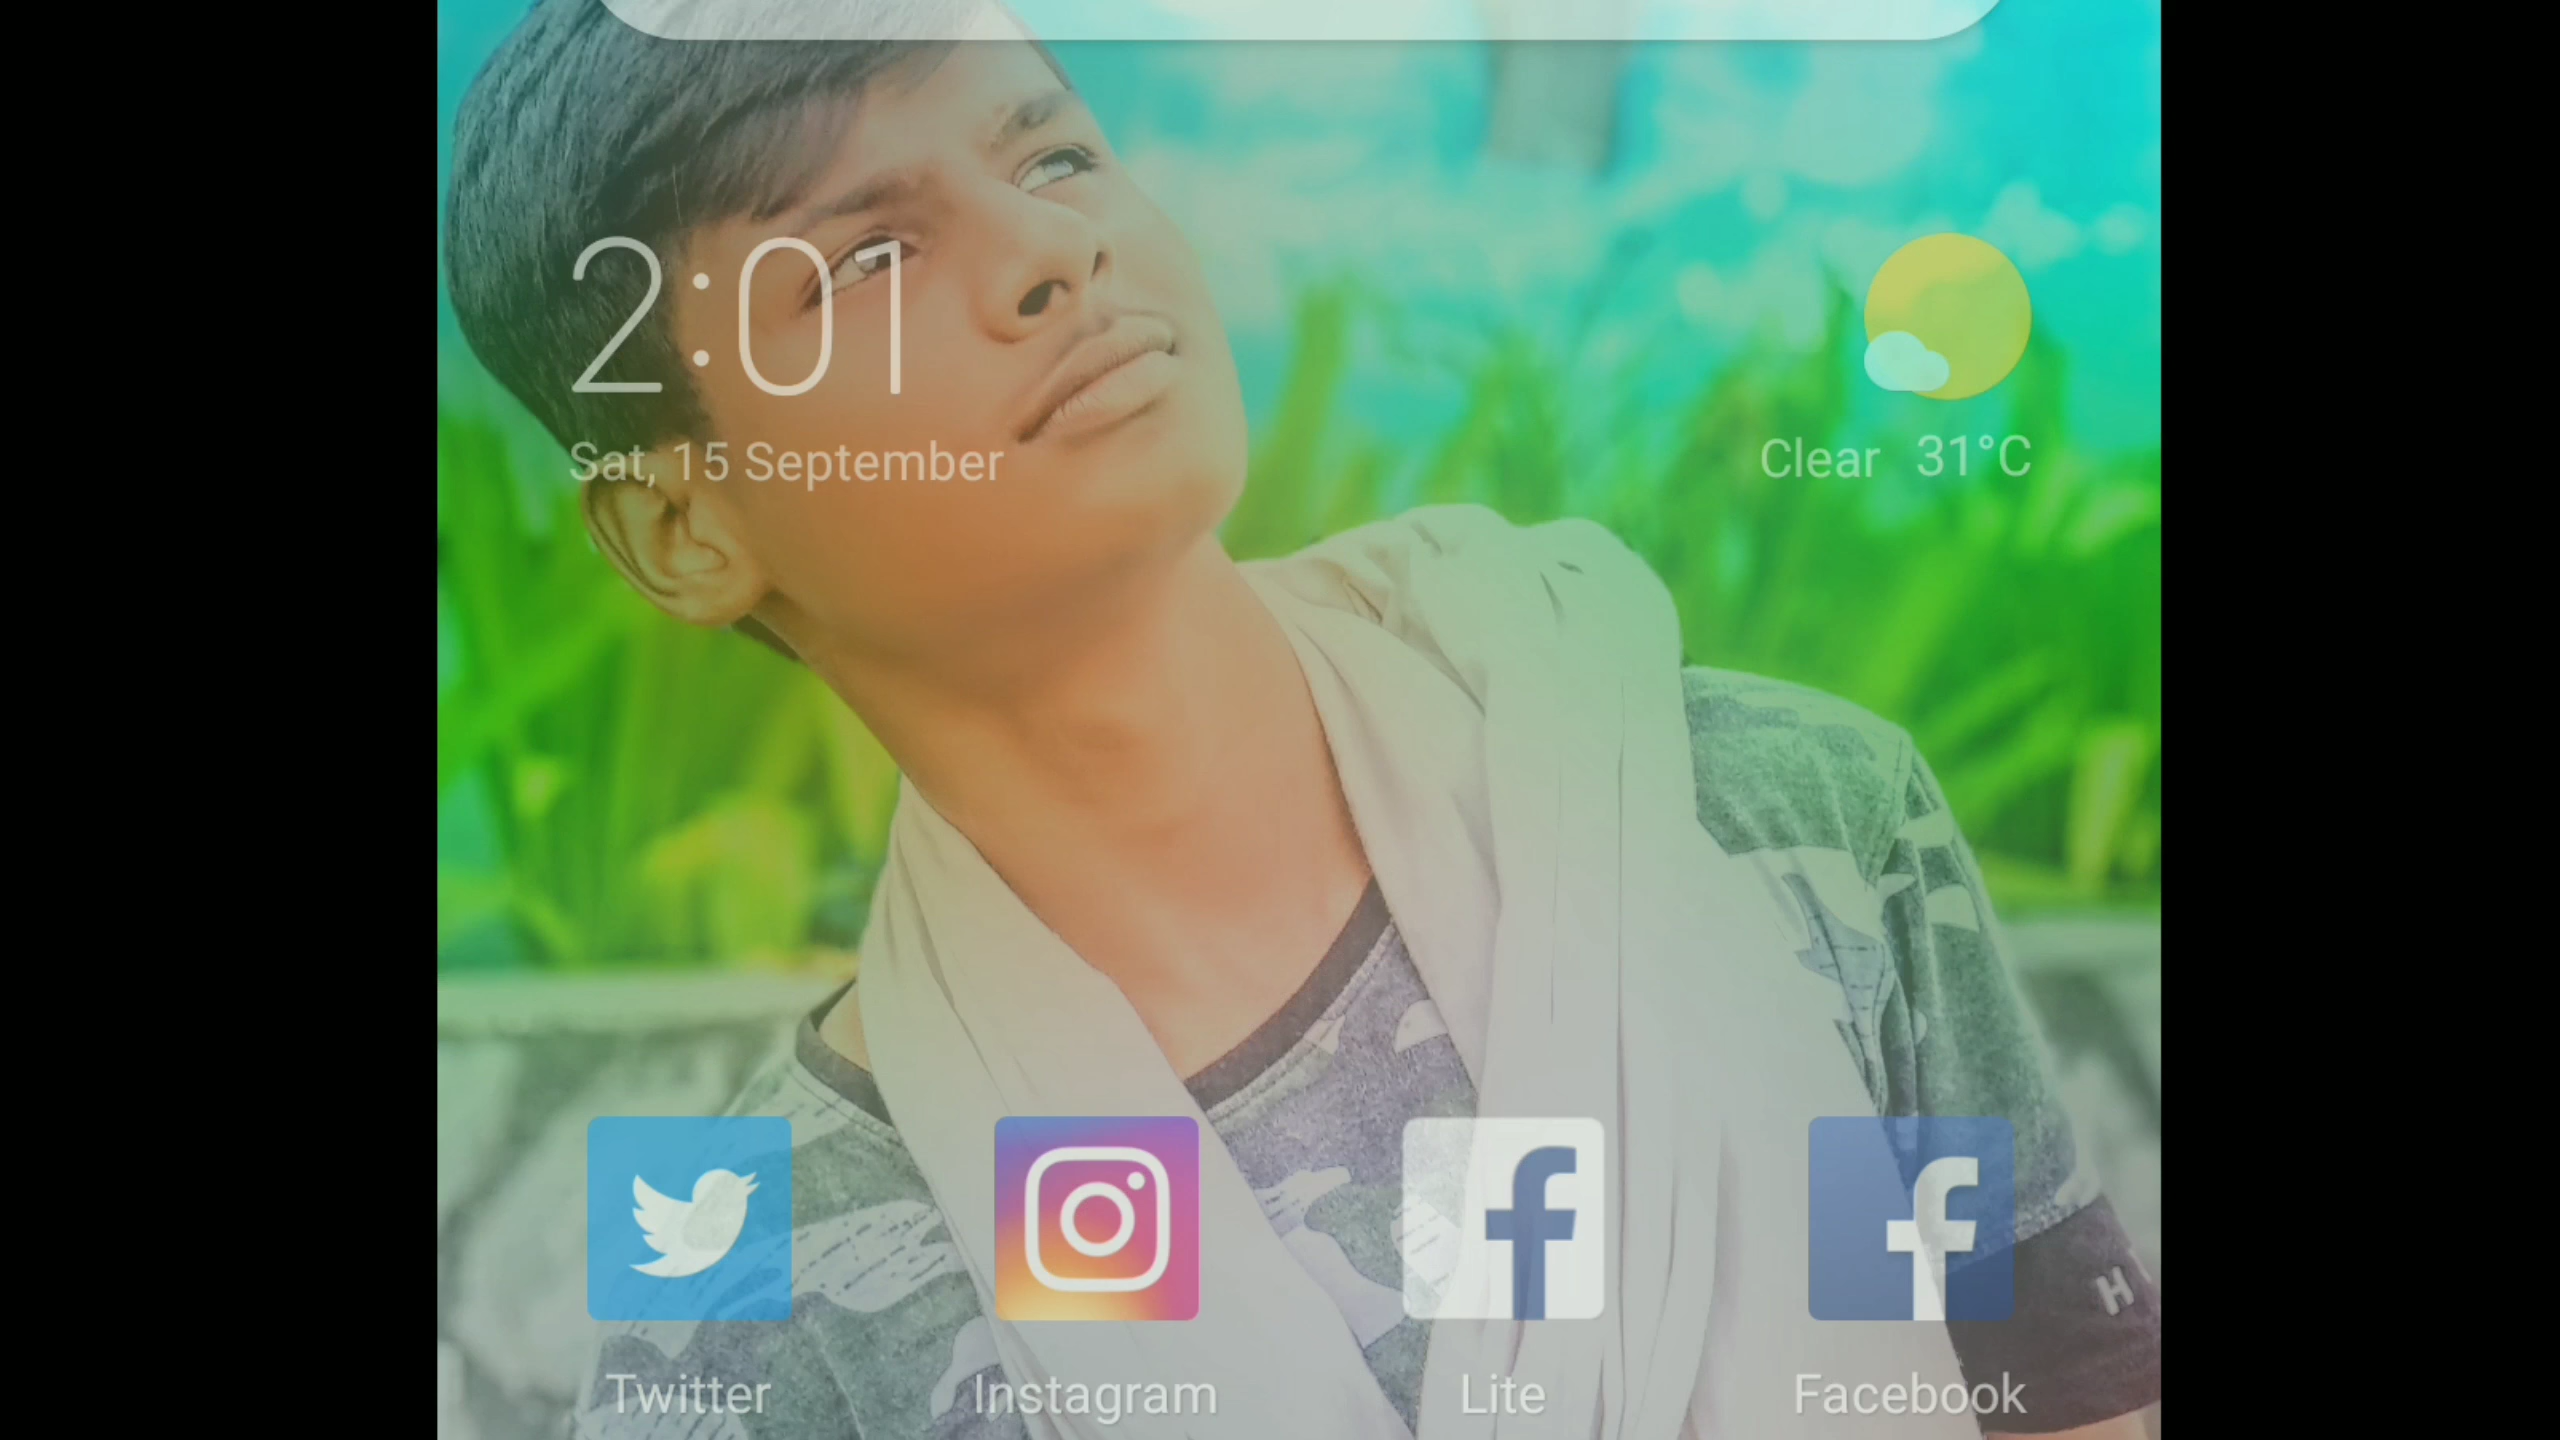 2:01
Sat, 15 September
Clear 31°C
Twitter
Instagram
Lite
Facebook
H